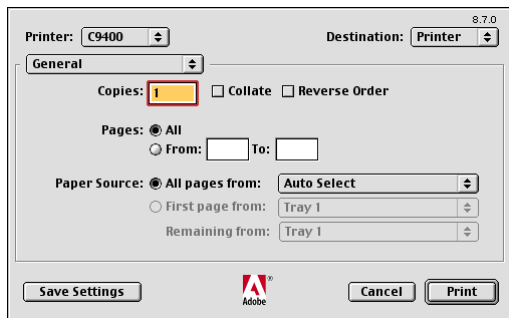 8.7.0
Printer: C9400 Destination: Printer
General
Copies: 1 Collate Reverse Order
Pages: All
From: To:
Paper Source: All pages from: Auto Select
First page from: Tray 1
Remaining from: Tray 1
Save Settings Adobe® Cancel Print